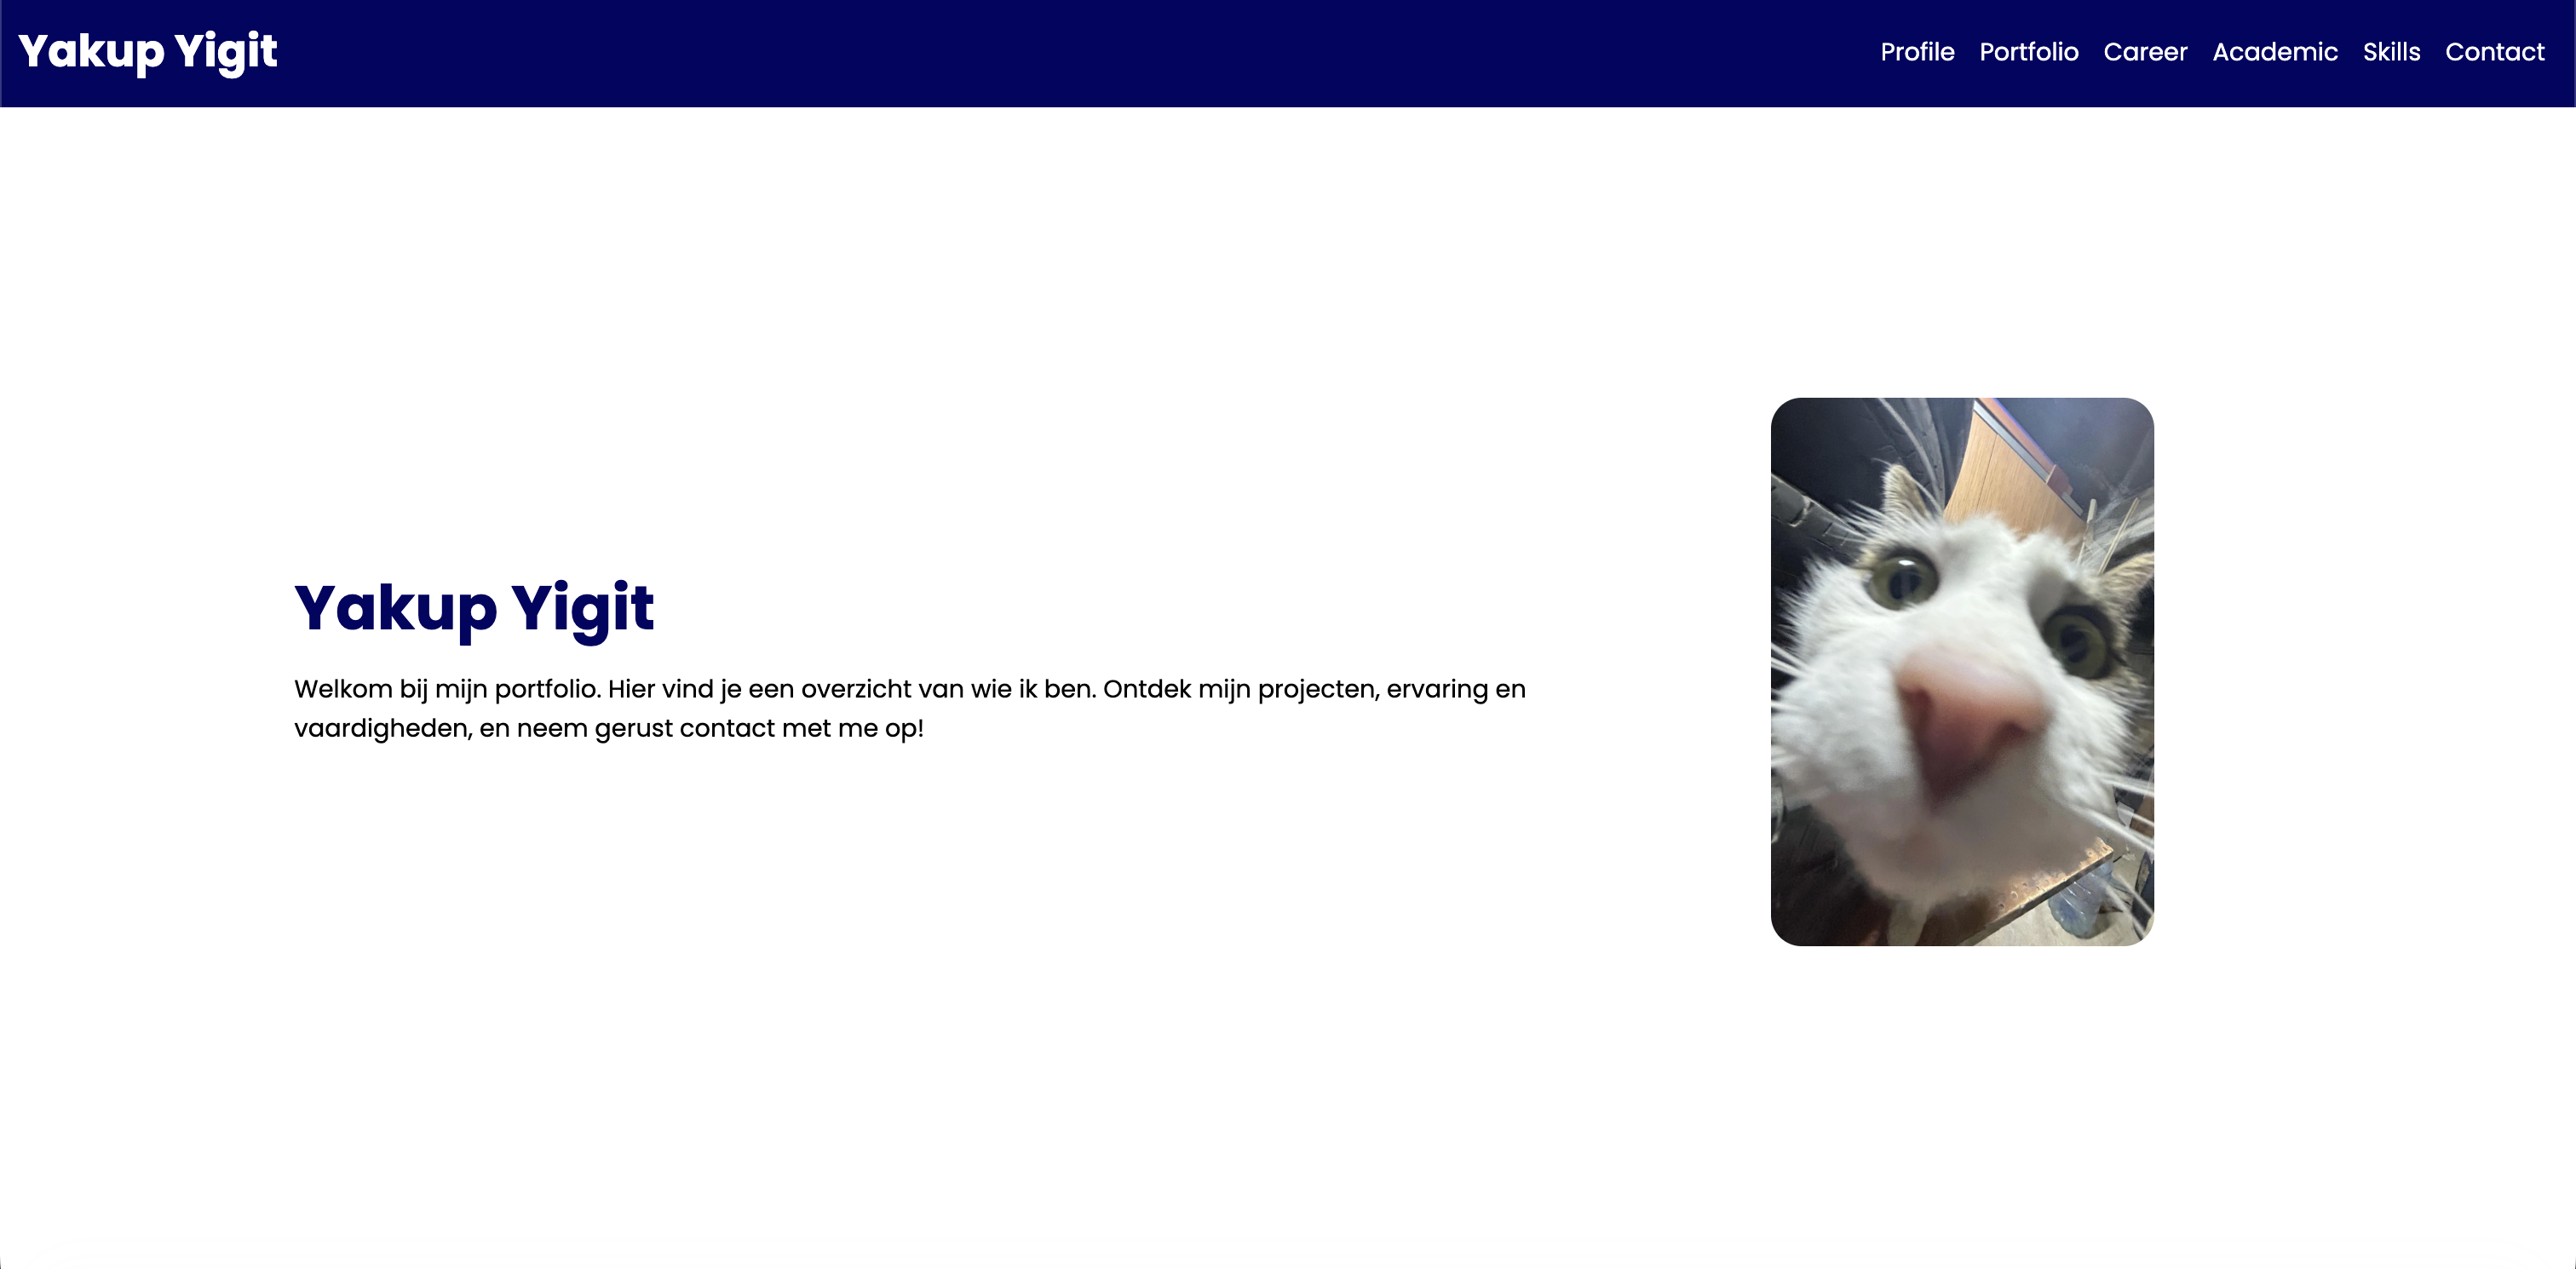 Yakup Yigit
Profile Portfolio Career Academic Skills Contact
Yakup Yigit
Welkom bij mijn portfolio. Hier vind je een overzicht van wie ik ben. Ontdek mijn projecten, ervaring en
vaardigheden, en neem gerust contact met me op!